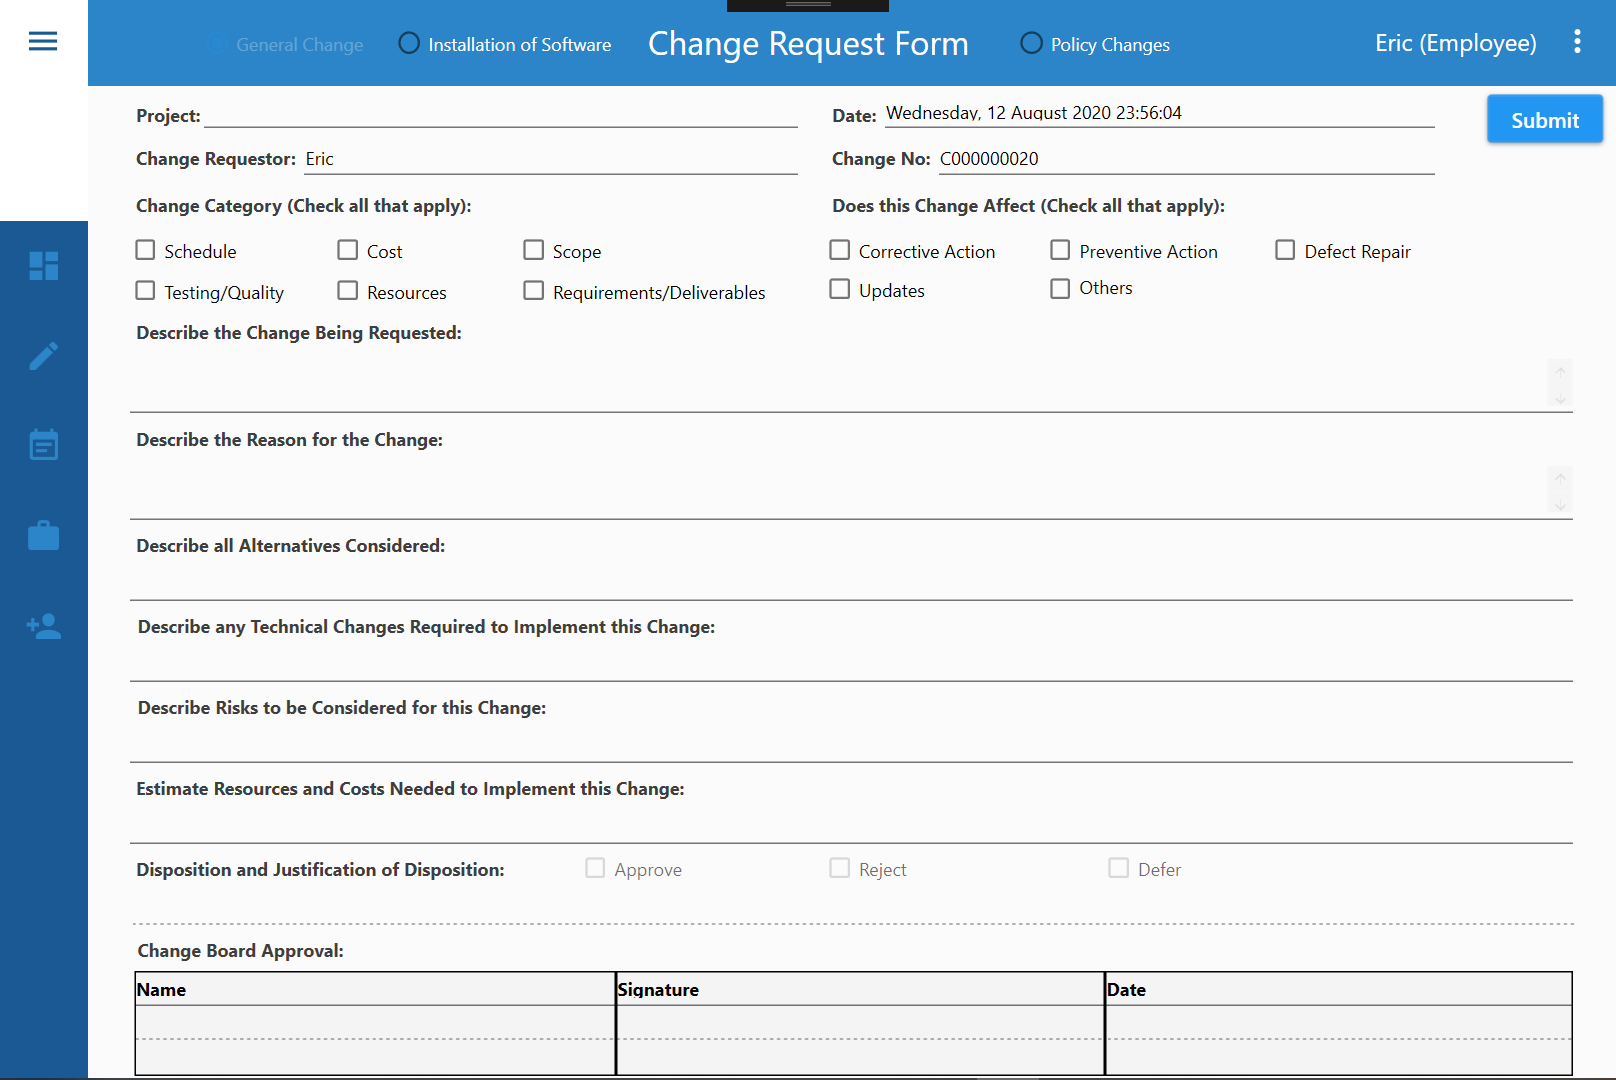 General Change Installation of Software Change Request Form Policy Changes Eric (Employee)
Project: Date: Wednesday, 12 August 2020 23:56:04 Submit
Change Requestor: Eric Change No: C000000020
Change Category (Check all that apply): Does this Change Affect (Check all that apply):
Schedule Cost Scope Corrective Action Preventive Action Defect Repair
Testing/Quality Resources Requirements/Deliverables Updates Others
Describe the Change Being Requested:
Describe the Reason for the Change:
Describe all Alternatives Considered:
Describe any Technical Changes Required to Implement this Change:
Describe Risks to be Considered for this Change:
Estimate Resources and Costs Needed to Implement this Change:
Disposition and Justification of Disposition: Approve Reject Defer
Change Board Approval:
Name Signature Date